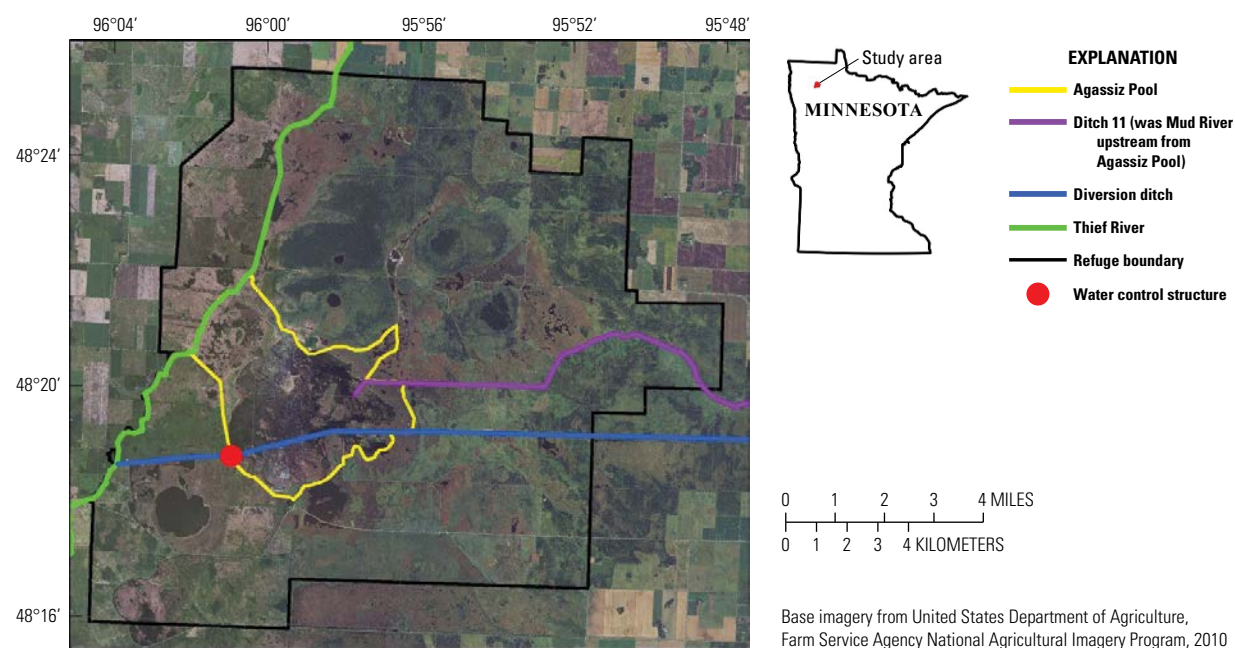 96°04′
96°00′
95°56′
95°52′
95°48′
48°24′
48°20′
48°16′
Study area
MINNESOTA
EXPLANATION
Agassiz Pool
Ditch 11 (was Mud River
upstream from
Agassiz Pool)
Diversion ditch
Thief River
Refuge boundary
Water control structure
0 1 2 3 4 MILES
0 1 2 3 4 KILOMETERS
Base imagery from United States Department of Agriculture,
Farm Service Agency National Agricultural Imagery Program, 2010